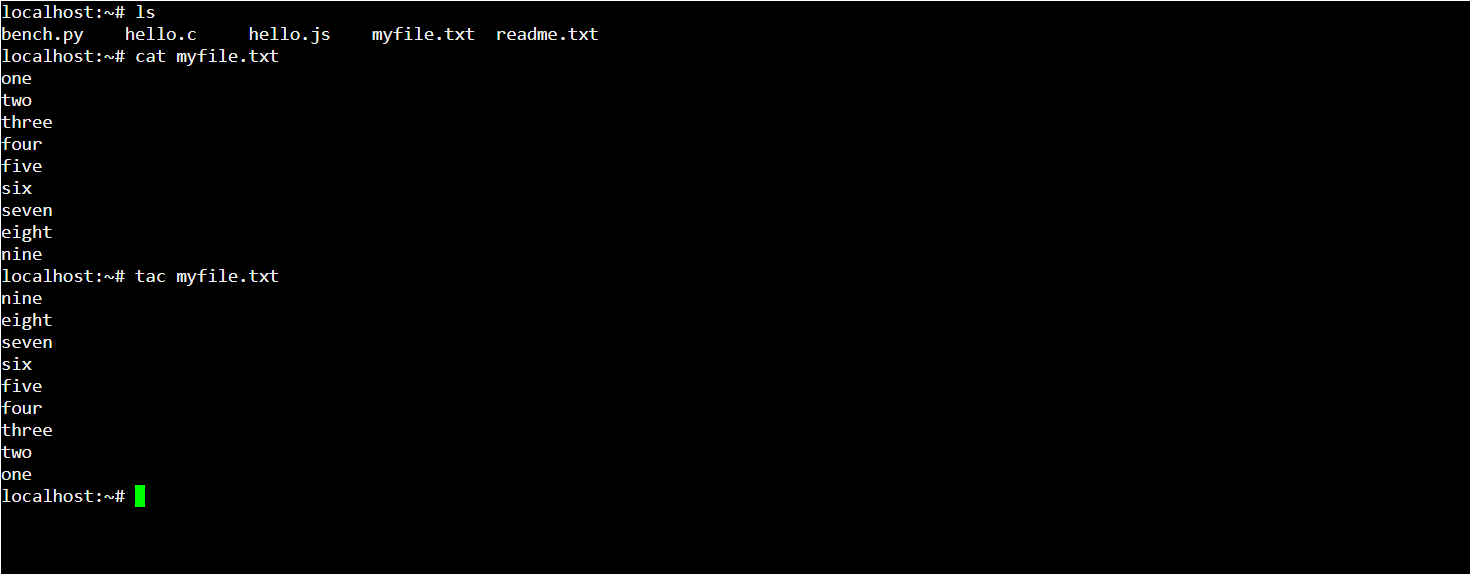 localhost:~# ls
bench.py    hello.c     hello.js    myfile.txt  readme.txt
localhost:~# cat myfile.txt
one
two
three
four
five
six
seven
eight
nine
localhost:~# tac myfile.txt
nine
eight
seven
six
five
four
three
two
one
localhost:~#